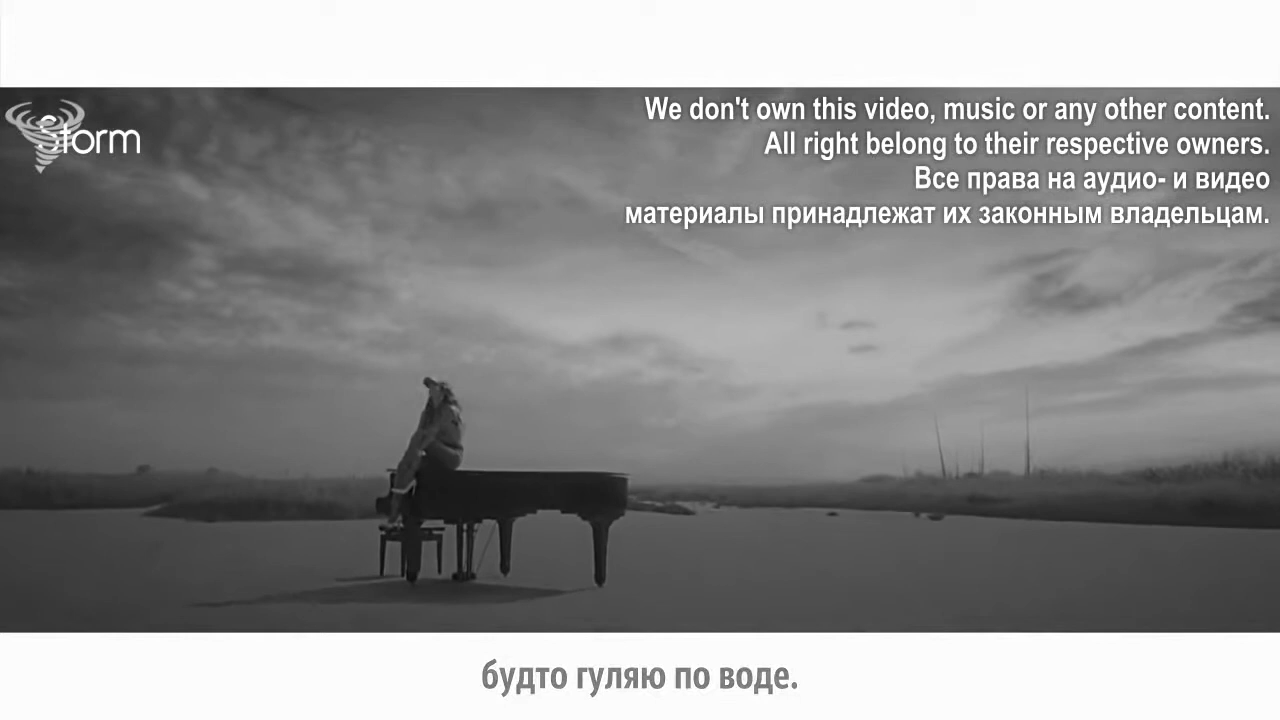 Storm
We don't own this video, music or any other content.
All right belong to their respective owners.
Все права на аудио- и видео
материалы принадлежат их законным владельцам.
будто гуляю по воде.